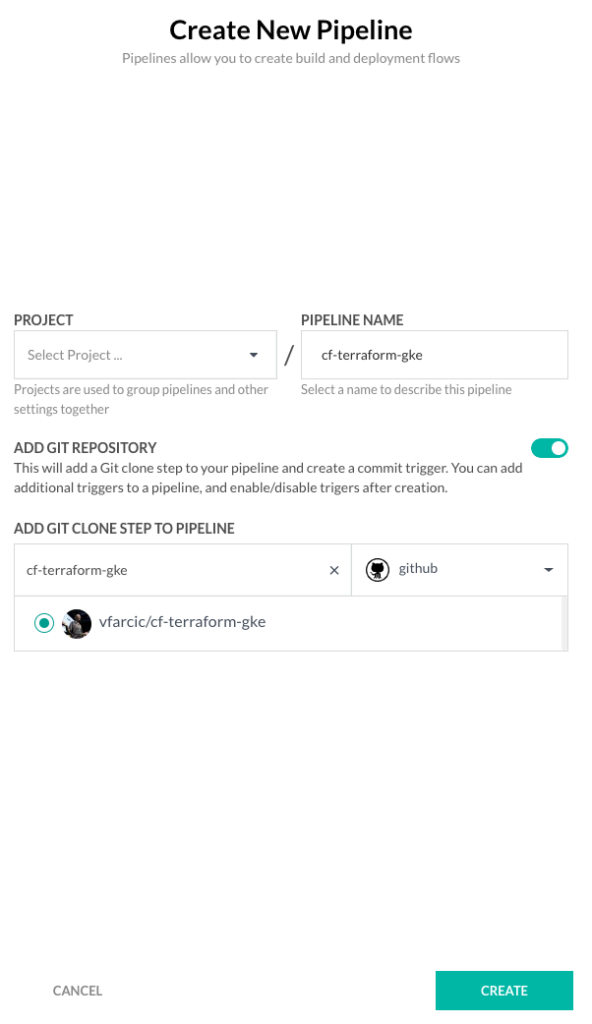 Create New Pipeline
Pipelines allow you to create build and deployment flows
PROJECT
PIPELINE NAME
Select Project ...
/
cf-terraform-gke
Projects are used to group pipelines and other
settings together
Select a name to describe this pipeline
ADD GIT REPOSITORY
This will add a Git clone step to your pipeline and create a commit trigger. You can add
additional triggers to a pipeline, and enable/disable trigers after creation.
ADD GIT CLONE STEP TO PIPELINE
cf-terraform-gke
github
vfarcic/cf-terraform-gke
CANCEL
CREATE